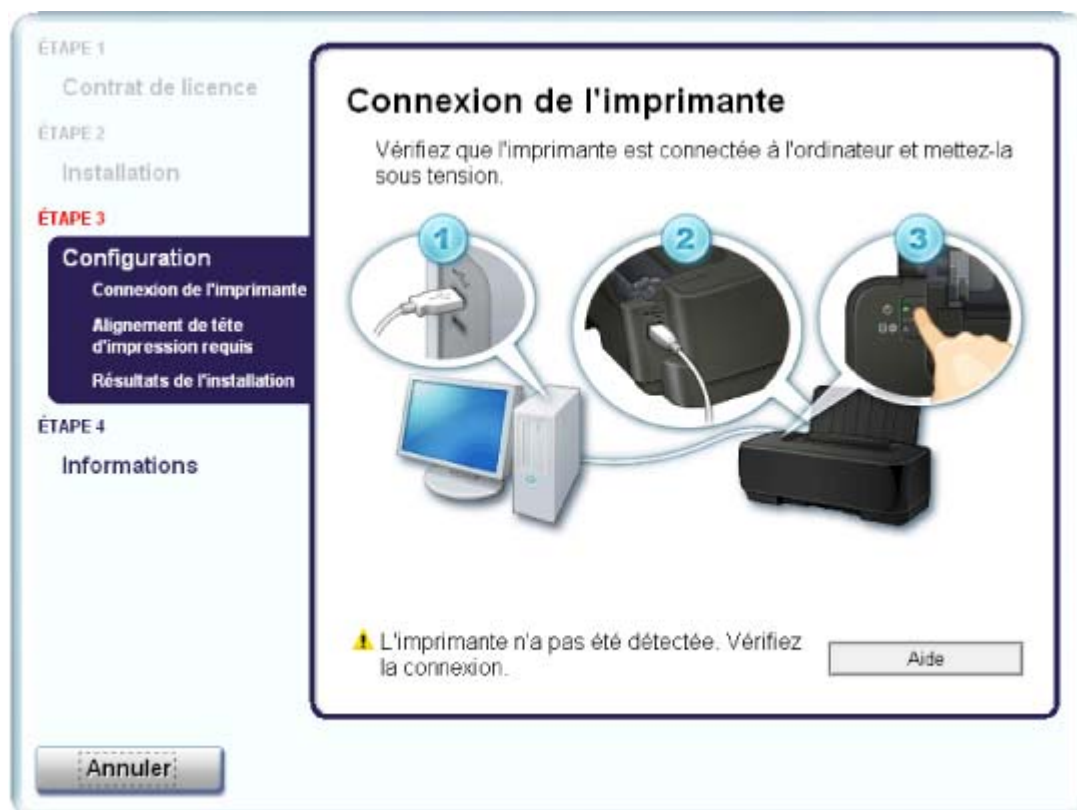 ÉTAPE 1
Contrat de licence
ÉTAPE 2
Installation
ÉTAPE 3
Configuration
Connexion de l'imprimante
Alignement de tête
d'impression requis
Résultats de l'installation
ÉTAPE 4
Informations
Connexion de l'imprimante
Vérifiez que l'imprimante est connectée à l'ordinateur et mettez-la
sous tension.
1
2
3
L'imprimante n'a pas été détectée. Vérifiez
la connexion.
Aide
Annuler